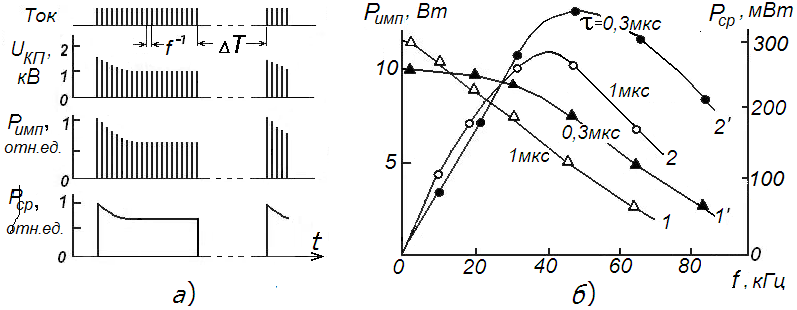 Ток
f⁻¹
ΔT
U_КП,
кВ
2
1
0
P_имп,
отн.ед.
1
0
P_ср,
отн.ед.
1
0
t
а)
P_имп, Вт
10
5
0
20
40
60
80
f, кГц
P_ср, мВт
300
200
100
0
τ=0,3мкс
1мкс
0,3мкс
1мкс
2'
2
1
1'
б)